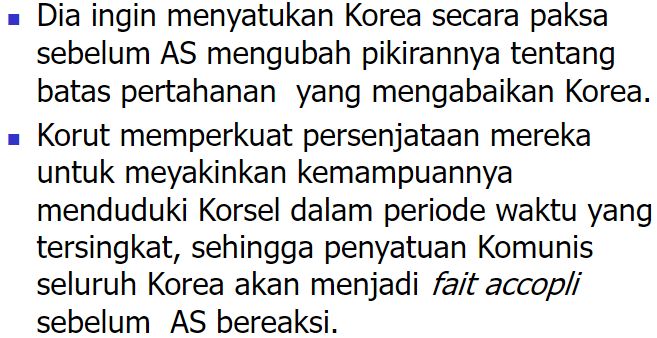 Dia ingin menyatukan Korea secara paksa
sebelum AS mengubah pikirannya tentang
batas pertahanan  yang mengabaikan Korea.
Korut memperkuat persenjataan mereka
untuk meyakinkan kemampuannya
menduduki Korsel dalam periode waktu yang
tersingkat, sehingga penyatuan Komunis
seluruh Korea akan menjadi fait accopli
sebelum  AS bereaksi.